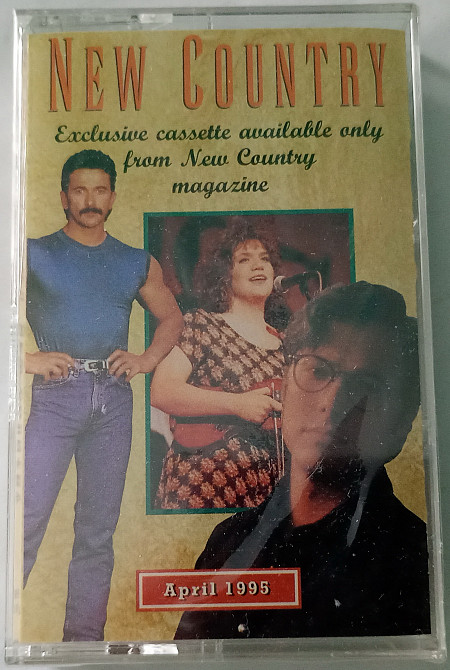 NEW COUNTRY
Exclusive cassette available only
from New Country
magazine
April 1995